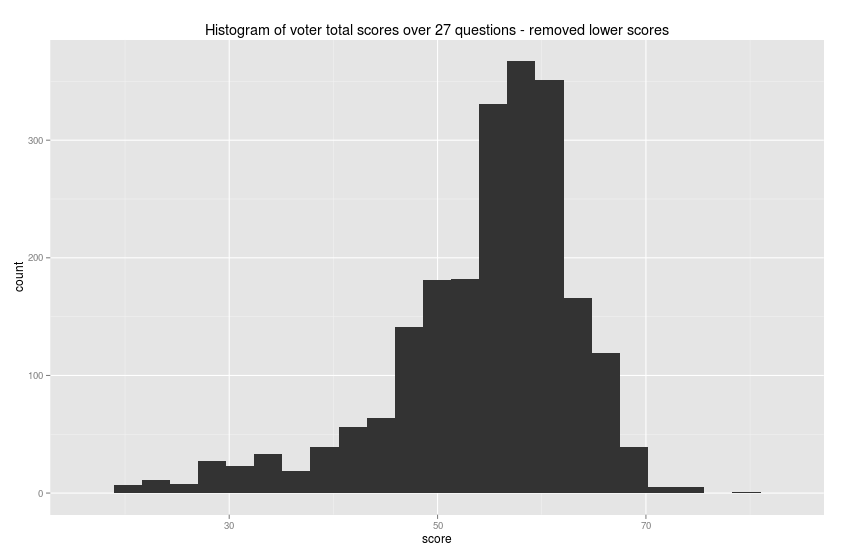 Histogram of voter total scores over 27 questions - removed lower scores
300
200
100
0
count
30
50
70
score